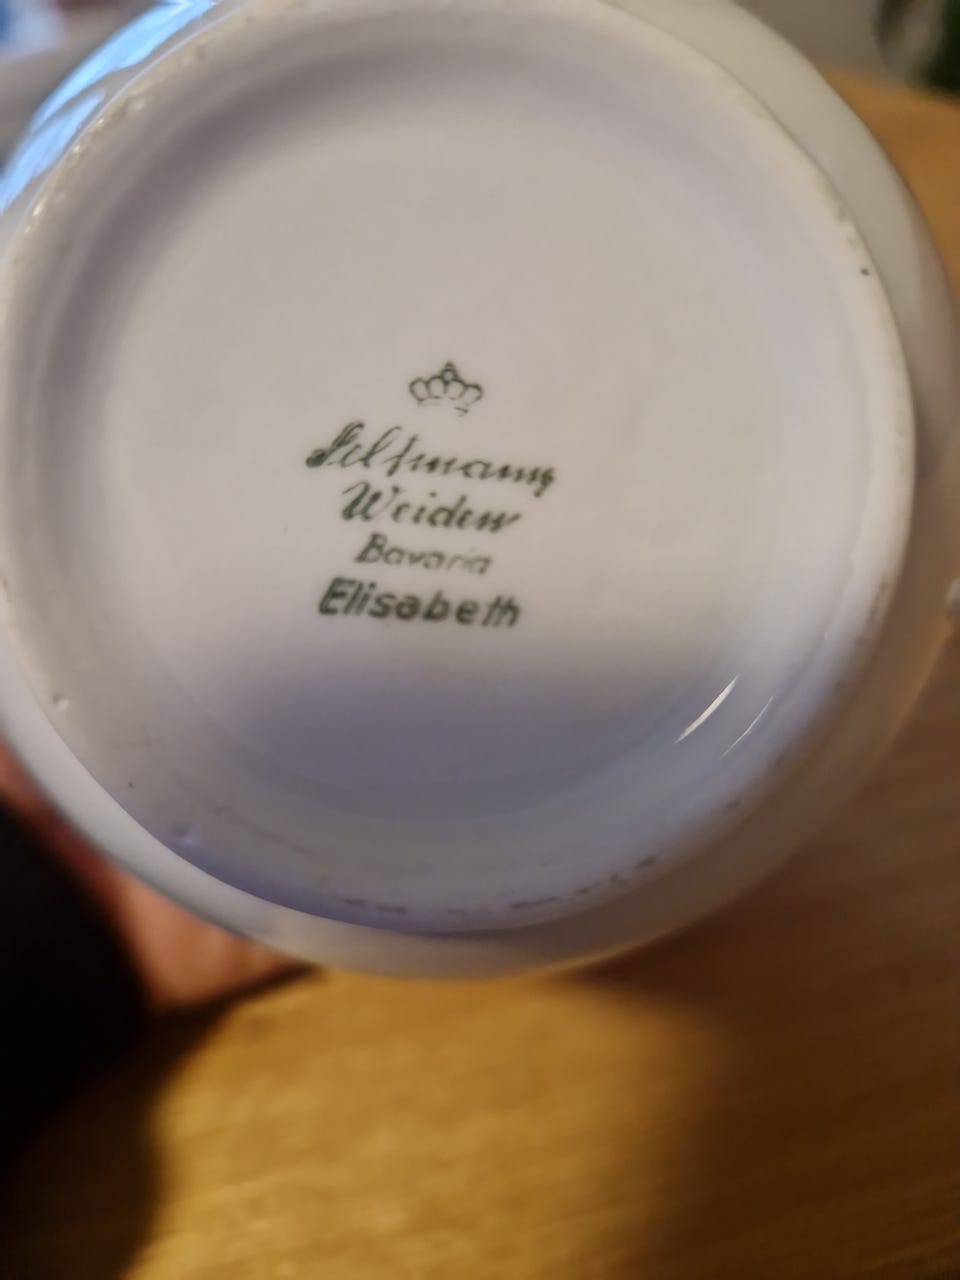 Seltmann
Weiden
Bavaria
Elisabeth